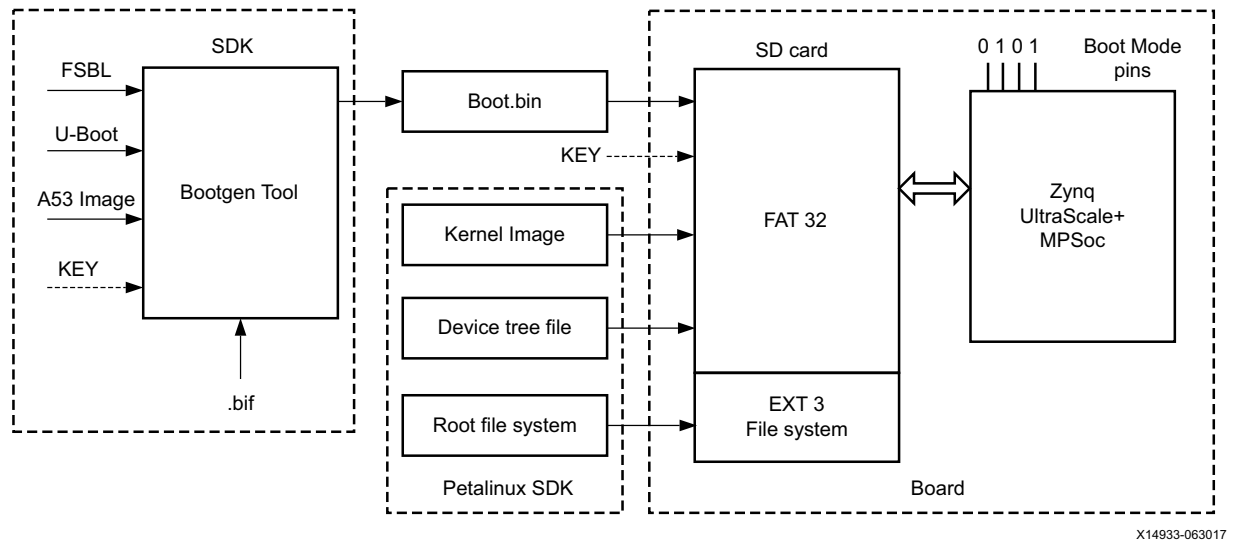 SDK
FSBL
U-Boot
A53 Image
KEY
Bootgen Tool
.bif
Boot.bin
KEY
Kernel Image
Device tree file
Root file system
Petalinux SDK
SD card
FAT 32
EXT 3
File system
0 1 0 1
Boot Mode
pins
Zynq
UltraScale+
MPSoc
Board
X14933-063017